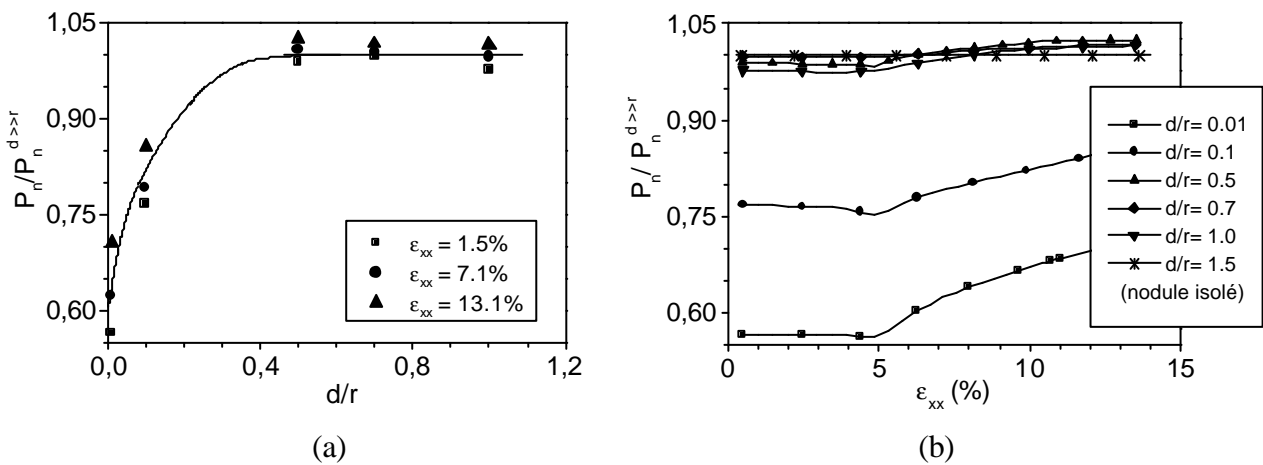 1,05
0,90
0,75
0,60
P_n/P_n^{d>>r}
ε_xx = 1.5%
ε_xx = 7.1%
ε_xx = 13.1%
0,0 0,4 0,8 1,2
d/r
(a)
1,05
0,90
0,75
0,60
P_n/ P_n^{d>>r}
d/r= 0.01
d/r= 0.1
d/r= 0.5
d/r= 0.7
d/r= 1.0
d/r= 1.5
(nodule isolé)
0 5 10 15
ε_xx (%)
(b)